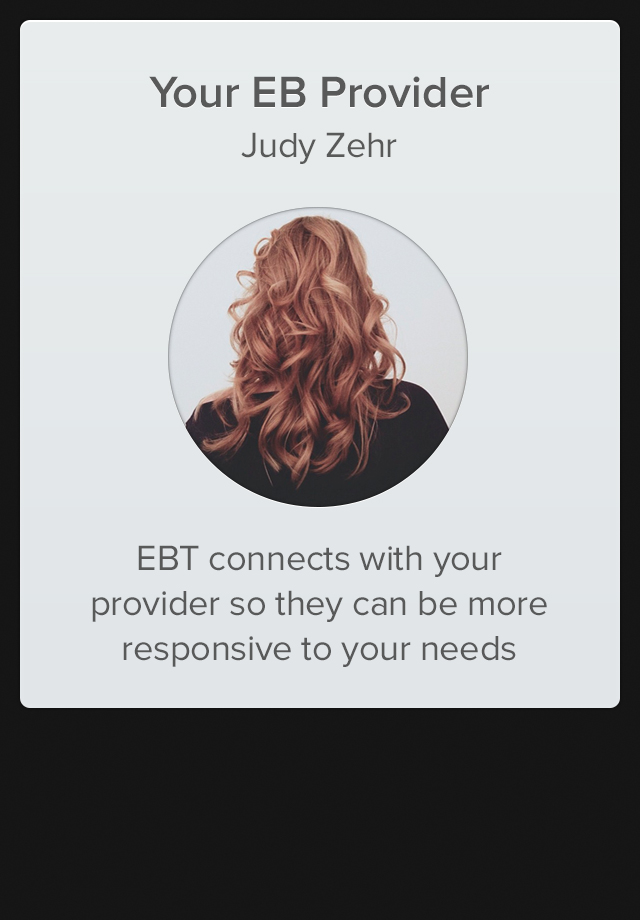 Your EB Provider
Judy Zehr
EBT connects with your
provider so they can be more
responsive to your needs